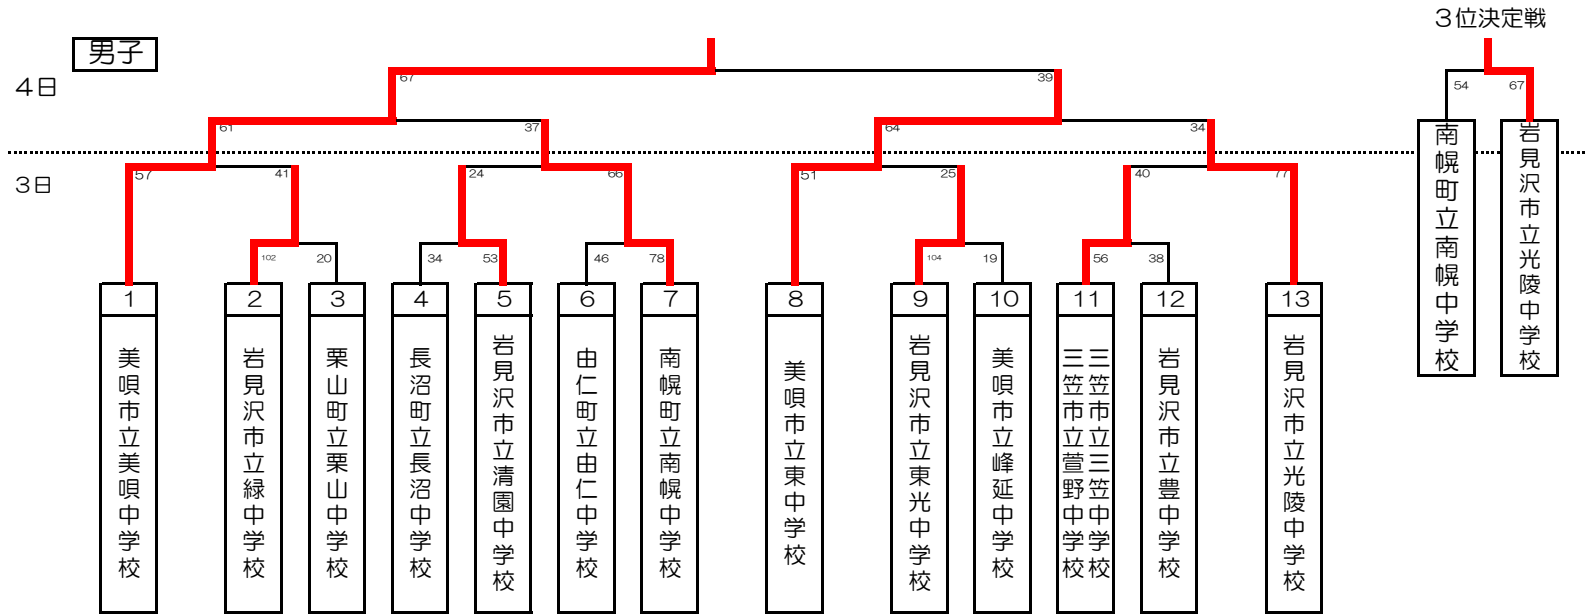 3位決定戦
男子
4日
67
39
54
67
61
37
64
34
3日
57
41
24
66
51
25
40
77
102
20
34
53
46
78
104
19
56
38
1
2
3
4
5
6
7
8
9
10
11
12
13
美唄市立美唄中学校
岩見沢市立緑中学校
栗山町立栗山中学校
長沼町立長沼中学校
岩見沢市立清園中学校
由仁町立由仁中学校
南幌町立南幌中学校
美唄市立東中学校
岩見沢市立東光中学校
美唄市立峰延中学校
三笠市立三笠中学校
三笠市立萱野中学校
岩見沢市立豊中学校
岩見沢市立光陵中学校
南幌町立南幌中学校
岩見沢市立光陵中学校